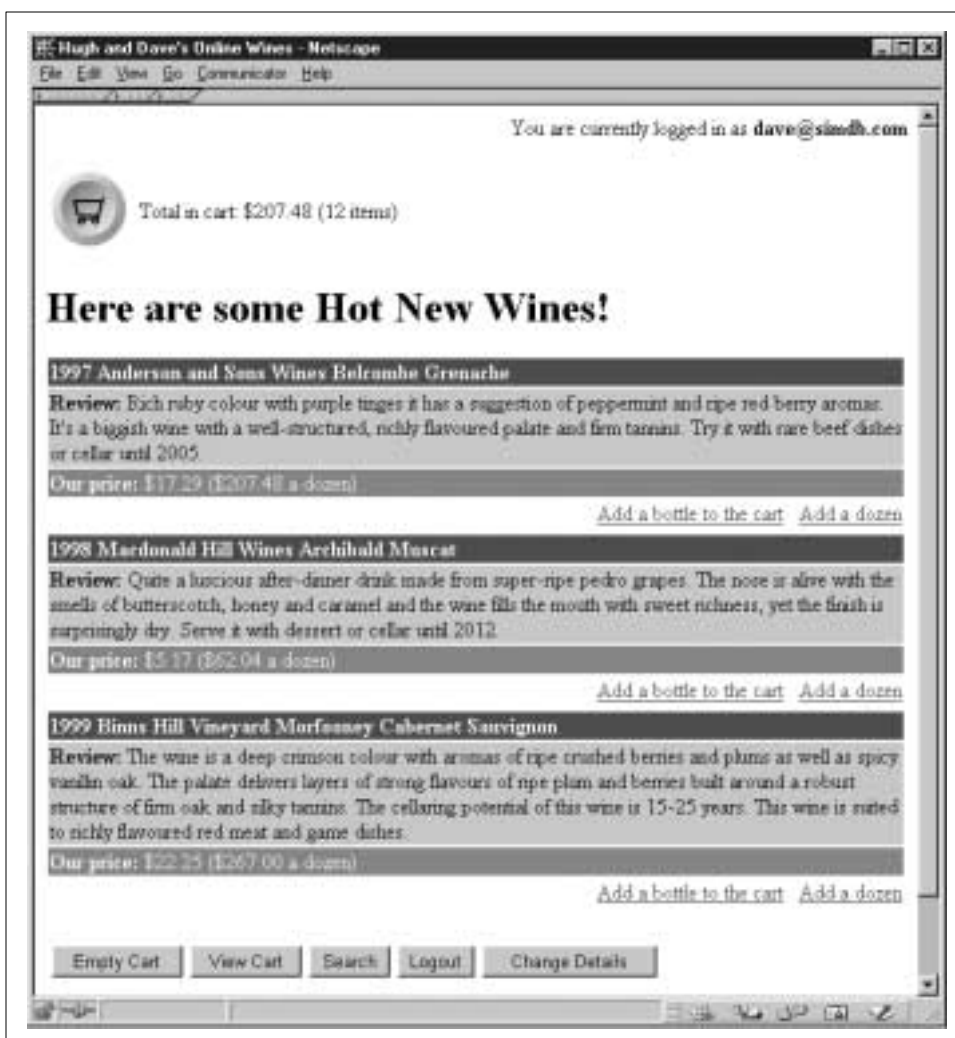 Hugh and Dave's Online Wines - Netscape
File Edit View Go Communicator Help
You are currently logged in as dave@simdh.com
Total in cart: $207.48 (12 items)
Here are some Hot New Wines!
1997 Anderson and Sons Wines Belcombe Grenache
Review: Rich ruby colour with purple tinges it has a suggestion of peppermint and ripe red berry aromas.
It's a biggish wine with a well-structured, richly flavoured palate and firm tannins. Try it with rare beef dishes
or cellar until 2005.
Our price: $17.29 ($207.48 a dozen)
Add a bottle to the cart Add a dozen
1998 Macdonald Hill Wines Archibald Muscat
Review: Quite a luscious after-dinner drink made from super-ripe pedro grapes. The nose is alive with the
smells of butterscotch, honey and caramel and the wine fills the mouth with sweet richness, yet the finish is
surprisingly dry. Serve it with dessert or cellar until 2012.
Our price: $5.17 ($62.04 a dozen)
Add a bottle to the cart Add a dozen
1999 Binns Hill Vineyard Morfooney Cabernet Sauvignon
Review: The wine is a deep crimson colour with aromas of ripe crushed berries and plums as well as spicy
vanillin oak. The palate delivers layers of strong flavours of ripe plum and berries built around a robust
structure of firm oak and silky tannins. The cellaring potential of this wine is 15-25 years. This wine is suited
to richly flavoured red meat and game dishes.
Our price: $22.25 ($267.00 a dozen)
Add a bottle to the cart Add a dozen
Empty Cart View Cart Search Logout Change Details